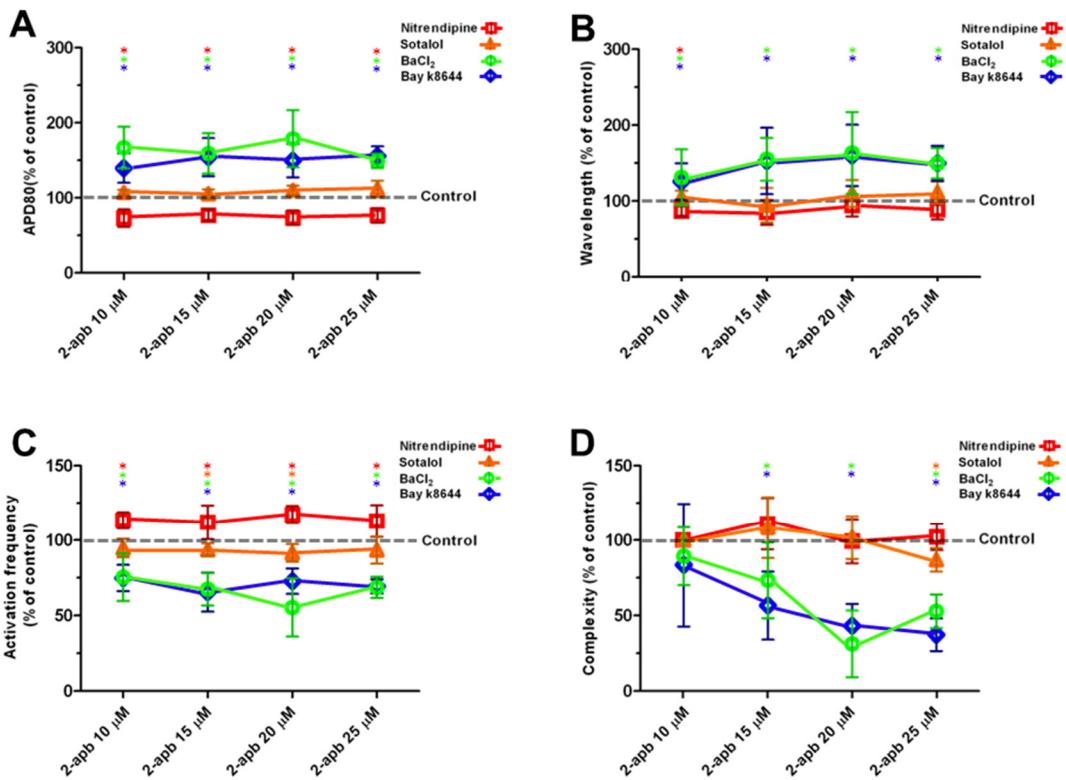 A
Nitrendipine
Sotalol
BaCl₂
Bay k8644
APD80(% of control)
300
200
100
0
* * * *
* * * *
* * * *
Control
2-apb 10 µM
2-apb 15 µM
2-apb 20 µM
2-apb 25 µM
B
Nitrendipine
Sotalol
BaCl₂
Bay k8644
Wavelength (% of control)
300
200
100
0
* * * *
* * * *
*
Control
2-apb 10 µM
2-apb 15 µM
2-apb 20 µM
2-apb 25 µM
C
Nitrendipine
Sotalol
BaCl₂
Bay k8644
Activation frequency
(% of control)
150
100
50
0
* * * *
* * * *
* * * *
* *
Control
2-apb 10 µM
2-apb 15 µM
2-apb 20 µM
2-apb 25 µM
D
Nitrendipine
Sotalol
BaCl₂
Bay k8644
Complexity (% of control)
150
100
50
0
* * *
* * *
*
Control
2-apb 10 µM
2-apb 15 µM
2-apb 20 µM
2-apb 25 µM